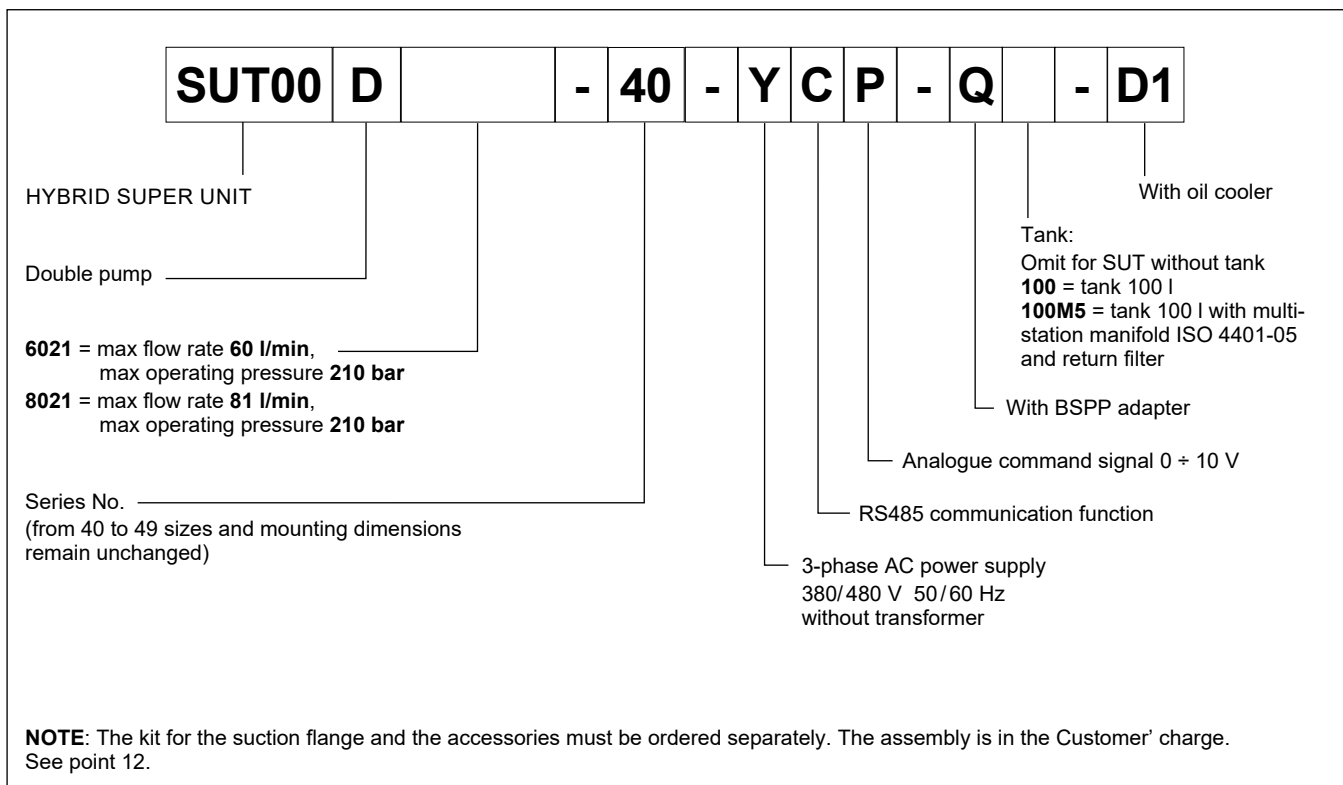 SUT00 D - 40 - Y C P - Q - D1
HYBRID SUPER UNIT
With oil cooler
Tank:
Omit for SUT without tank
100 = tank 100 l
100M5 = tank 100 l with multi-
station manifold ISO 4401-05
and return filter
Double pump
6021 = max flow rate 60 l/min,
max operating pressure 210 bar
8021 = max flow rate 81 l/min,
max operating pressure 210 bar
With BSPP adapter
Analogue command signal 0 ÷ 10 V
Series No.
(from 40 to 49 sizes and mounting dimensions
remain unchanged)
RS485 communication function
3-phase AC power supply
380/480 V 50/60 Hz
without transformer
NOTE: The kit for the suction flange and the accessories must be ordered separately. The assembly is in the Customer' charge.
See point 12.